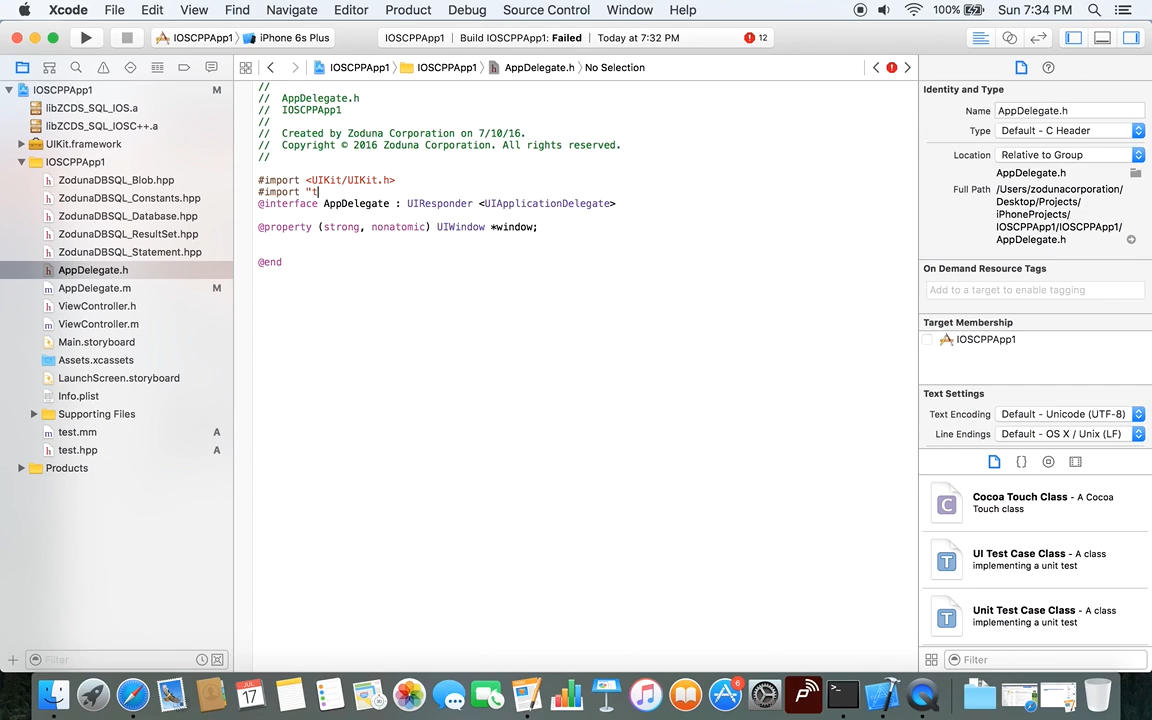 Xcode File Edit View Find Navigate Editor Product Debug Source Control Window Help 100% Sun 7:34 PM
IOSCPPApp1 iPhone 6s Plus IOSCPPApp1 | Build IOSCPPApp1: Failed | Today at 7:32 PM 12
IOSCPPApp1 IOSCPPApp1 AppDelegate.h No Selection
IOSCPPApp1 M
libZCDS_SQL_IOS.a
libZCDS_SQL_IOSC++.a
UIKit.framework
IOSCPPApp1
ZodunaDBSQL_Blob.hpp
ZodunaDBSQL_Constants.hpp
ZodunaDBSQL_Database.hpp
ZodunaDBSQL_ResultSet.hpp
ZodunaDBSQL_Statement.hpp
AppDelegate.h
AppDelegate.m M
ViewController.h
ViewController.m
Main.storyboard
Assets.xcassets
LaunchScreen.storyboard
Info.plist
Supporting Files
test.mm A
test.hpp A
Products
Filter
//
// AppDelegate.h
// IOSCPPApp1
//
// Created by Zoduna Corporation on 7/10/16.
// Copyright © 2016 Zoduna Corporation. All rights reserved.
//
#import <UIKit/UIKit.h>
#import "t
@interface AppDelegate : UIResponder <UIApplicationDelegate>
@property (strong, nonatomic) UIWindow *window;
@end
Identity and Type
Name AppDelegate.h
Type Default - C Header
Location Relative to Group
AppDelegate.h
Full Path /Users/zodunacorporation/
Desktop/Projects/
iPhoneProjects/
IOSCPPApp1/IOSCPPApp1/
AppDelegate.h
On Demand Resource Tags
Add to a target to enable tagging
Target Membership
IOSCPPApp1
Text Settings
Text Encoding Default - Unicode (UTF-8)
Line Endings Default - OS X / Unix (LF)
Cocoa Touch Class - A Cocoa
Touch class
UI Test Case Class - A class
implementing a unit test
Unit Test Case Class - A class
implementing a unit test
Filter
JUL
17
6